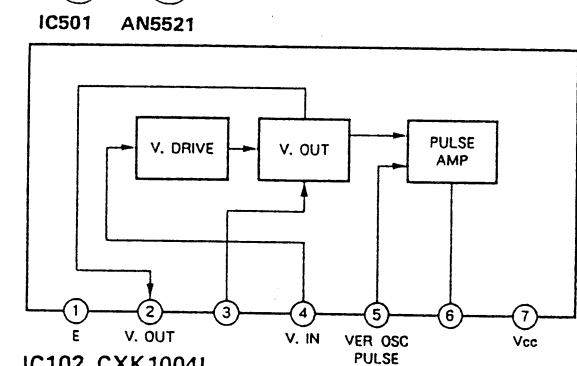 IC501 AN5521
V. DRIVE
V. OUT
PULSE
AMP
1 2 3 4 5 6 7
E V. OUT V. IN VER OSC Vcc
PULSE
IC102 CXK1004L